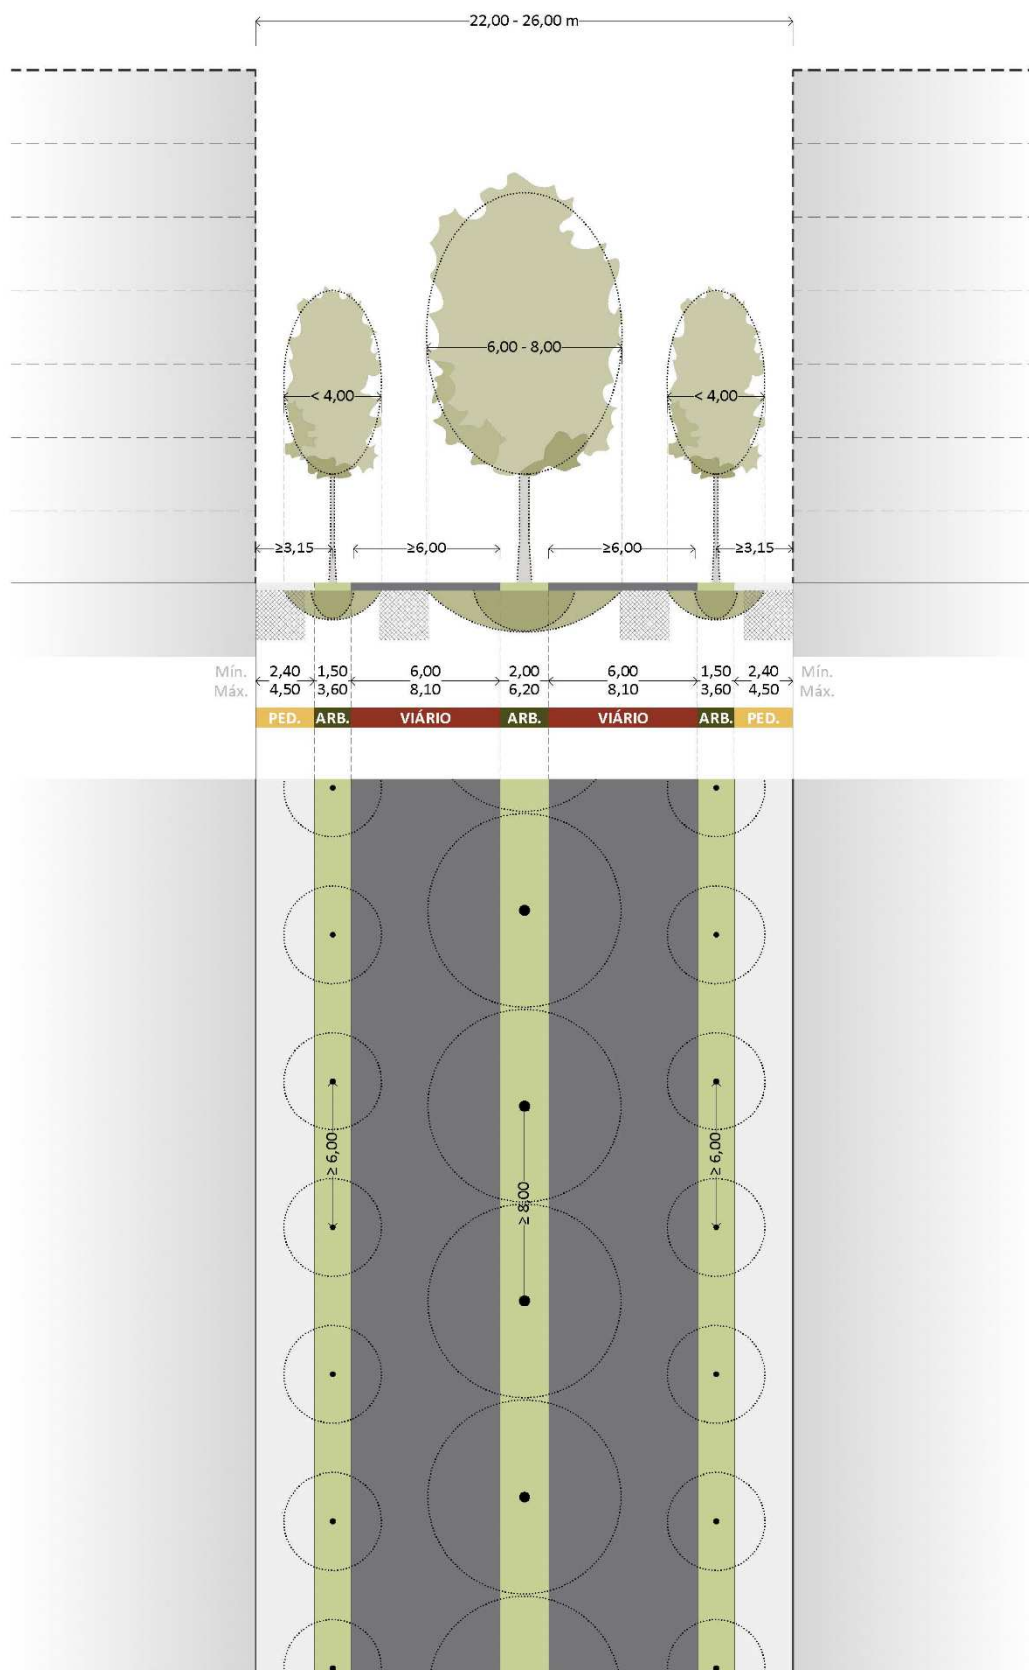 22,00 - 26,00 m
6,00 - 8,00
< 4,00
< 4,00
≥3,15
≥6,00
≥6,00
≥3,15
Mín. 2,40 1,50 6,00 2,00 6,00 1,50 2,40 Mín.
Máx. 4,50 3,60 8,10 6,20 8,10 3,60 4,50 Máx.
PED. ARB. VIÁRIO ARB. VIÁRIO ARB. PED.
≥ 6,00
≥ 8,00
≥ 6,00